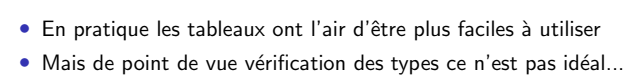 • En pratique les tableaux ont l'air d'être plus faciles à utiliser
• Mais de point de vue vérification des types ce n'est pas idéal...